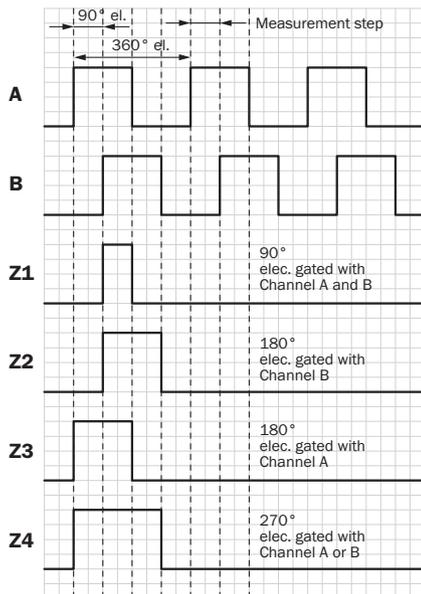 90° el.
Measurement step
360° el.
A
B
Z1
90°
elec. gated with
Channel A and B
Z2
180°
elec. gated with
Channel B
Z3
180°
elec. gated with
Channel A
Z4
270°
elec. gated with
Channel A or B